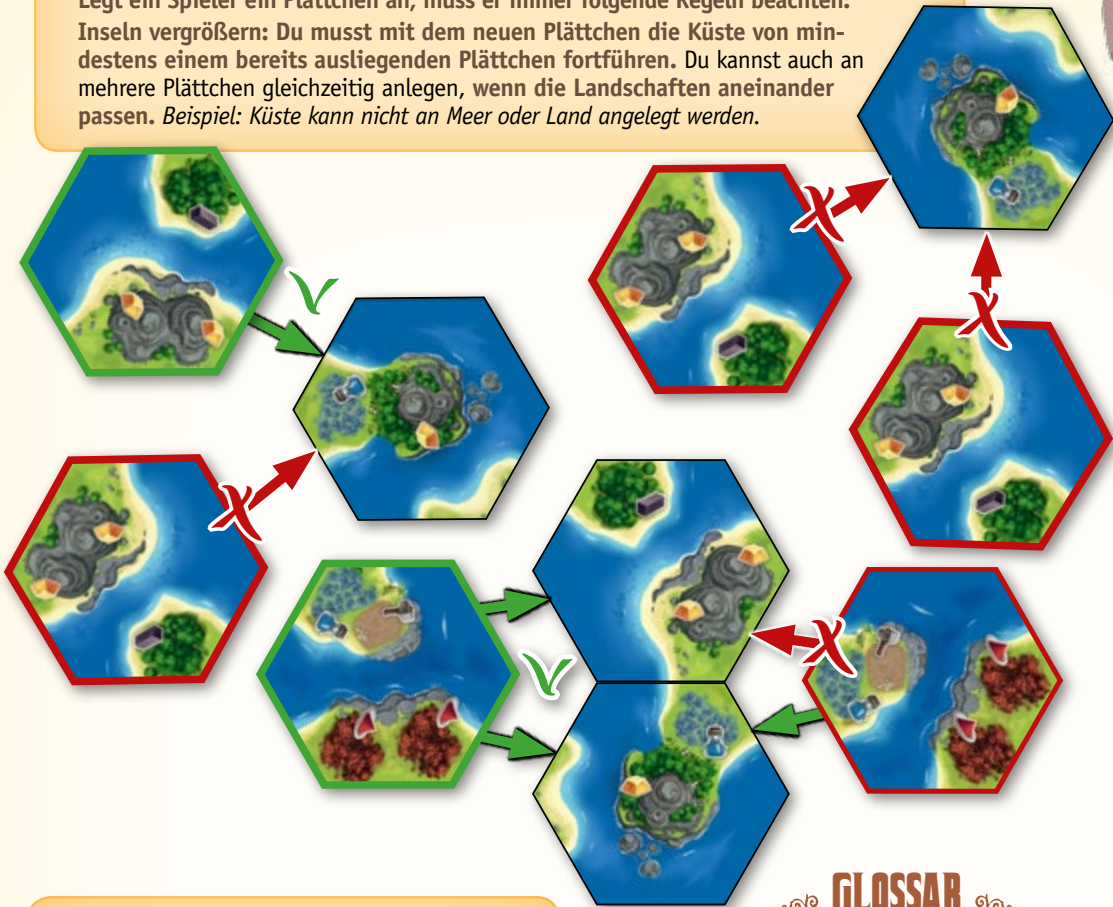 Legt ein Spieler ein Plättchen an, muss er immer folgende Regeln beachten:
Inseln vergrößern: Du musst mit dem neuen Plättchen die Küste von min-
destens einem bereits ausliegenden Plättchen fortführen. Du kannst auch an
mehrere Plättchen gleichzeitig anlegen, wenn die Landschaften aneinander
passen. Beispiel: Küste kann nicht an Meer oder Land angelegt werden.
GLOSSAR